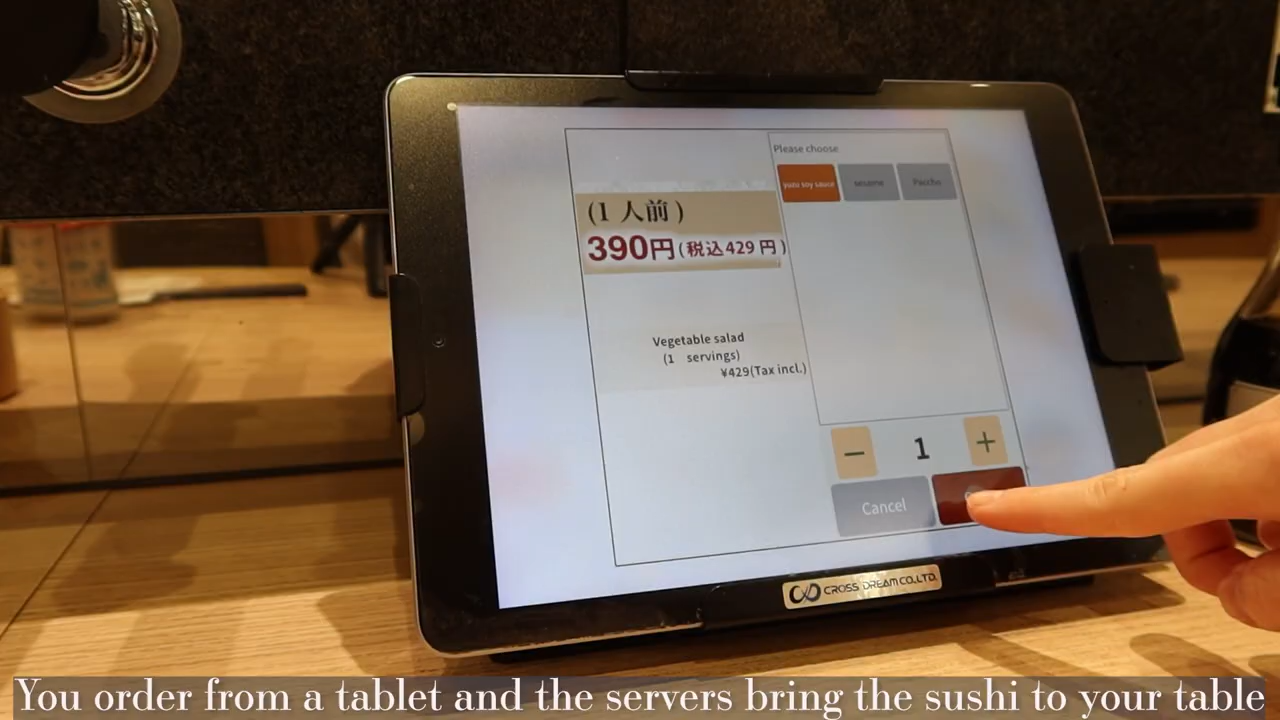 Please choose
yuzu soy sauce
sesame
Paccho
(1 人前)
390円(税込429円)
Vegetable salad
(1 servings)
¥429(Tax incl.)
− 1 +
Cancel
CROSS DREAM CO.,LTD.
You order from a tablet and the servers bring the sushi to your table